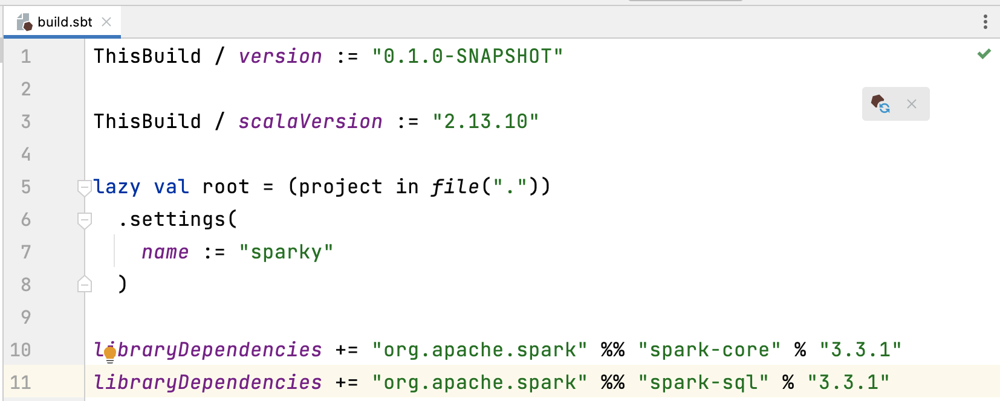 build.sbt
1 ThisBuild / version := "0.1.0-SNAPSHOT"
2
3 ThisBuild / scalaVersion := "2.13.10"
4
5 lazy val root = (project in file("."))
6   .settings(
7     name := "sparky"
8   )
9
10 libraryDependencies += "org.apache.spark" %% "spark-core" % "3.3.1"
11 libraryDependencies += "org.apache.spark" %% "spark-sql" % "3.3.1"